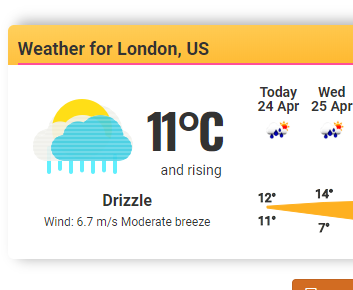 Weather for London, US
11°C
and rising
Drizzle
Wind: 6.7 m/s Moderate breeze
Today Wed
24 Apr 25 Apr
12° 14°
11° 7°